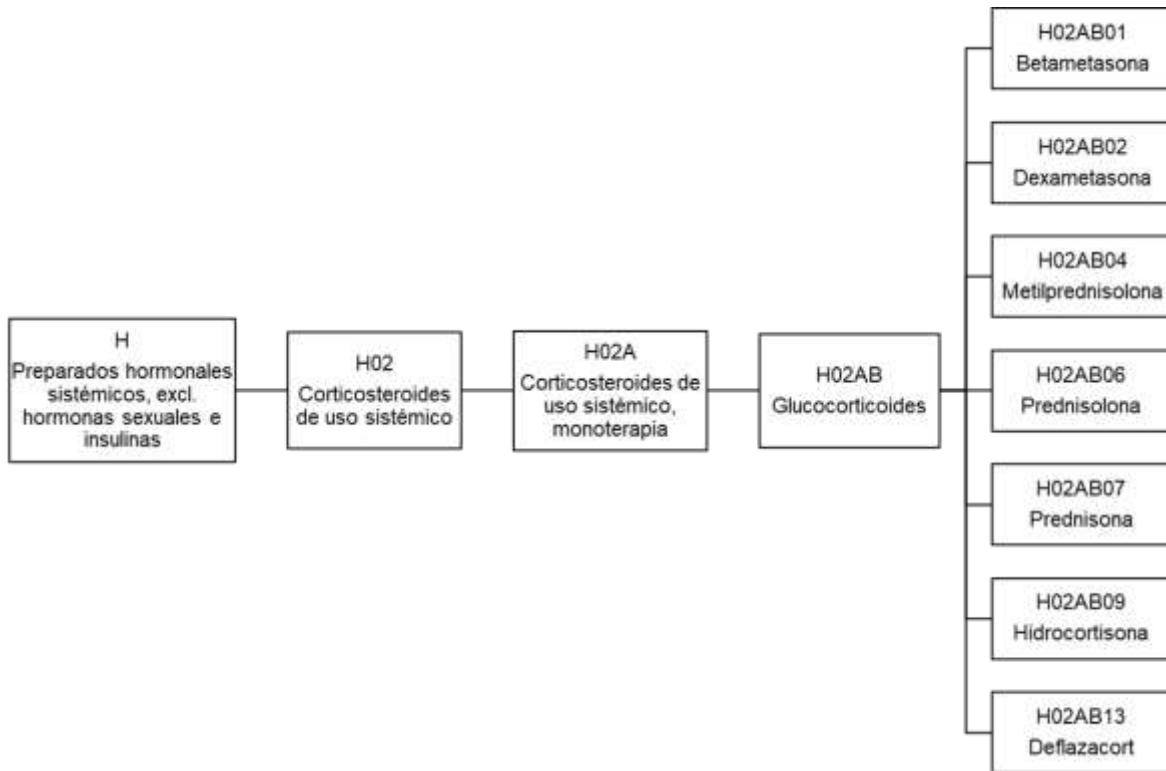 H
Preparados hormonales
sistémicos, excl.
hormonas sexuales e
insulinas
H02
Corticosteroides
de uso sistémico
H02A
Corticosteroides de
uso sistémico,
monoterapia
H02AB
Glucocorticoides
H02AB01
Betametasona
H02AB02
Dexametasona
H02AB04
Metilprednisolona
H02AB06
Prednisolona
H02AB07
Prednisona
H02AB09
Hidrocortisona
H02AB13
Deflazacort